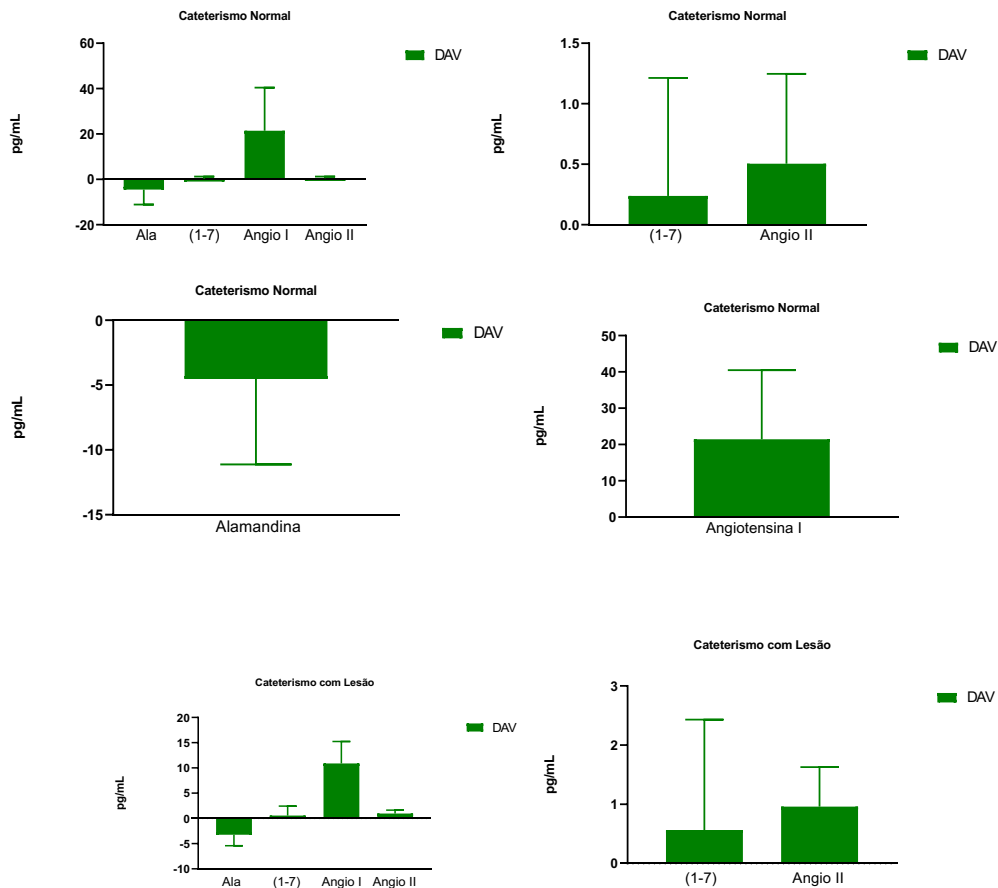 Cateterismo Normal
pg/mL
60
40
20
0
-20
Ala (1-7) Angio I Angio II
DAV
Cateterismo Normal
pg/mL
1.5
1.0
0.5
0.0
(1-7) Angio II
DAV
Cateterismo Normal
pg/mL
0
-5
-10
-15
Alamandina
DAV
Cateterismo Normal
pg/mL
50
40
30
20
10
0
Angiotensina I
DAV
Cateterismo com Lesão
pg/mL
20
15
10
5
0
-5
-10
Ala (1-7) Angio I Angio II
DAV
Cateterismo com Lesão
pg/mL
3
2
1
0
(1-7) Angio II
DAV